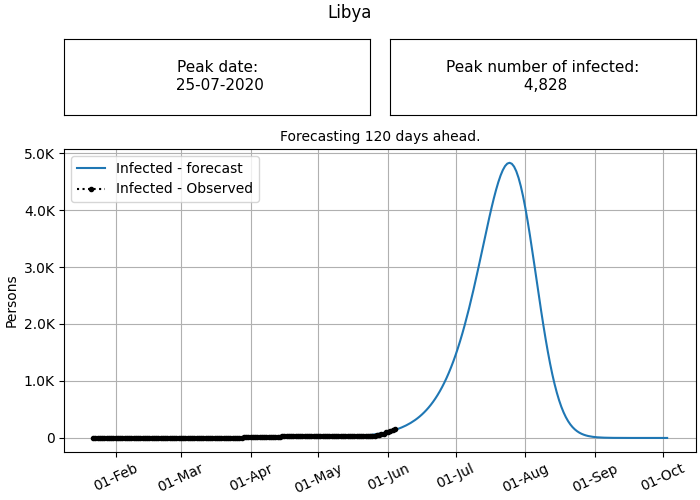 Libya
Peak date:
25-07-2020
Peak number of infected:
4,828
Forecasting 120 days ahead.
Infected - forecast
Infected - Observed
Persons
5.0K
4.0K
3.0K
2.0K
1.0K
0
01-Feb
01-Mar
01-Apr
01-May
01-Jun
01-Jul
01-Aug
01-Sep
01-Oct